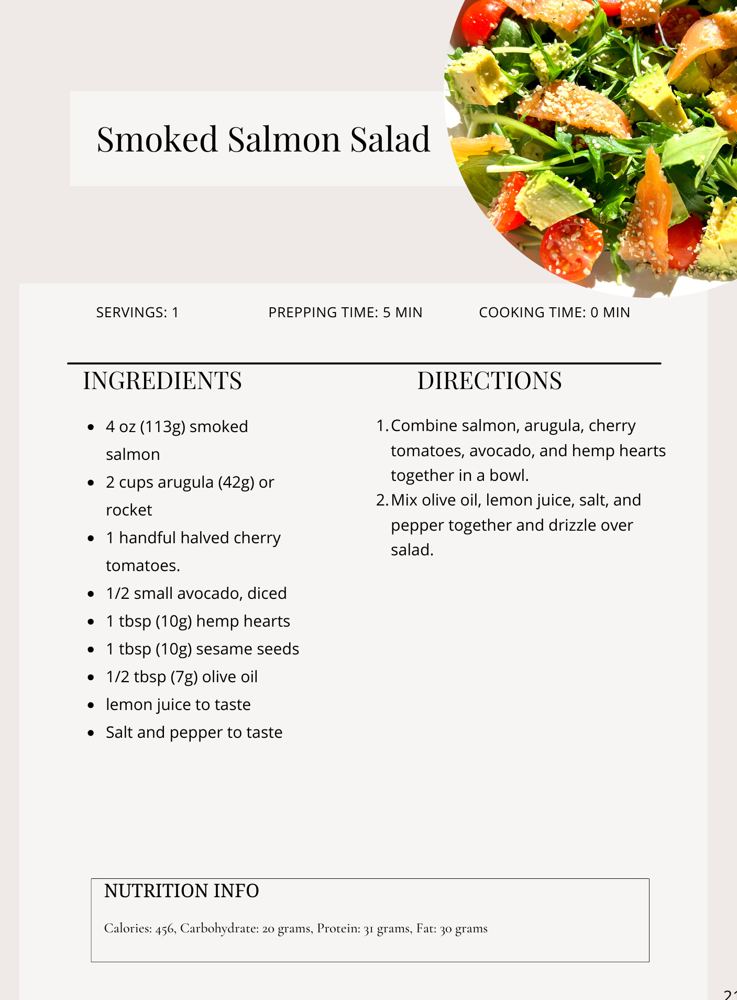 Smoked Salmon Salad
SERVINGS: 1
PREPPING TIME: 5 MIN
COOKING TIME: 0 MIN
INGREDIENTS
4 oz (113g) smoked
salmon
2 cups arugula (42g) or
rocket
1 handful halved cherry
tomatoes.
1/2 small avocado, diced
1 tbsp (10g) hemp hearts
1 tbsp (10g) sesame seeds
1/2 tbsp (7g) olive oil
lemon juice to taste
Salt and pepper to taste
DIRECTIONS
1. Combine salmon, arugula, cherry
tomatoes, avocado, and hemp hearts
together in a bowl.
2. Mix olive oil, lemon juice, salt, and
pepper together and drizzle over
salad.
NUTRITION INFO
Calories: 456, Carbohydrate: 20 grams, Protein: 31 grams, Fat: 30 grams